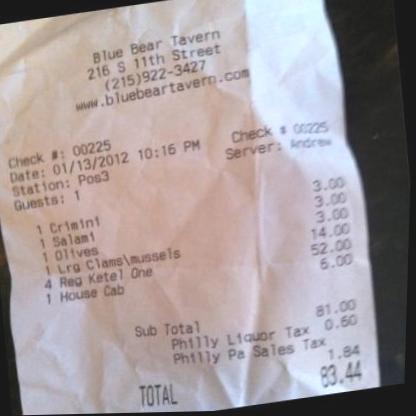 Blue Bear Tavern
216 S 11th Street
(215)922-3427
www.bluebeartavern.com
Check #: 00225 Check # 00225
Date: 01/13/2012 10:16 PM Server: Andrew
Station: Pos3
Guests: 1
1 Crimini 3.00
1 Salami 3.00
1 Olives 3.00
1 Lrg Clams\mussels 14.00
4 Reg Ketel One 52.00
1 House Cab 6.00
Sub Total 81.00
Philly Liquor Tax 0.60
Philly Pa Sales Tax 1.84
TOTAL 83.44